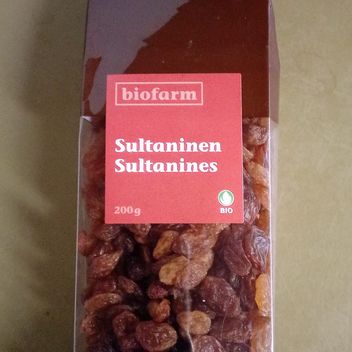 biofarm
Sultaninen
Sultanines
200g
BIO